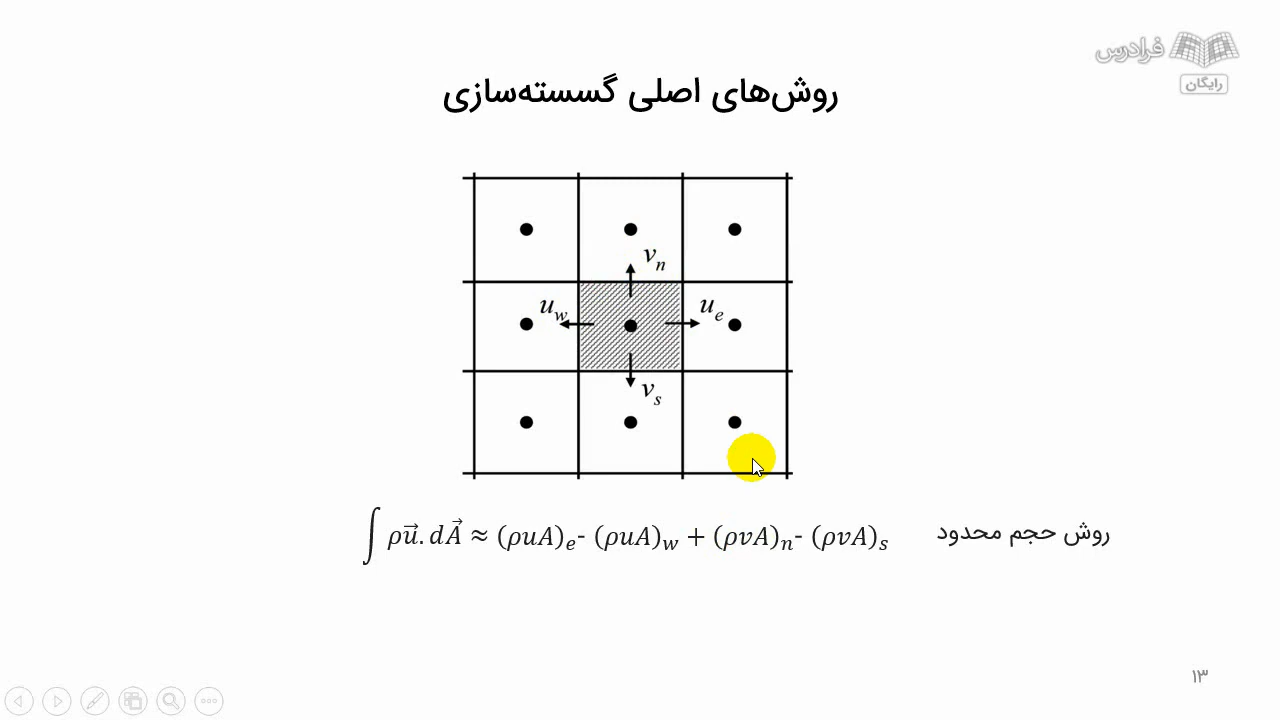 فرادرس
رایگان
روش‌های اصلی گسسته‌سازی
v_n
u_w
u_e
v_s
روش حجم محدود
∫ρu⃗.dA⃗ ≈ (ρuA)_e- (ρuA)_w + (ρvA)_n- (ρvA)_s
۱۳